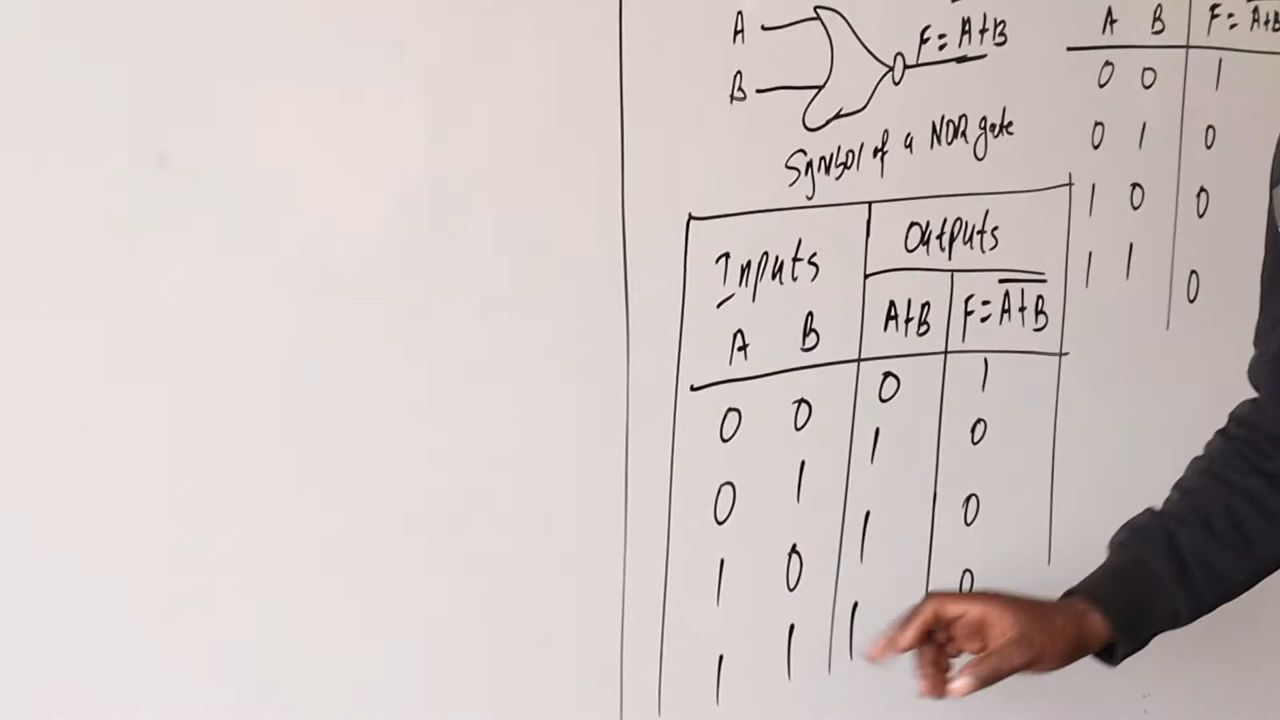 A
F = A+B
B
Symbol of a NOR gate
A B F = A+B
0 0 1
0 1 0
1 0 0
1 1 0
Inputs Outputs
A B A+B F = A+B
0 0 0 1
0 1 1 0
1 0 1 0
1 1 1 0